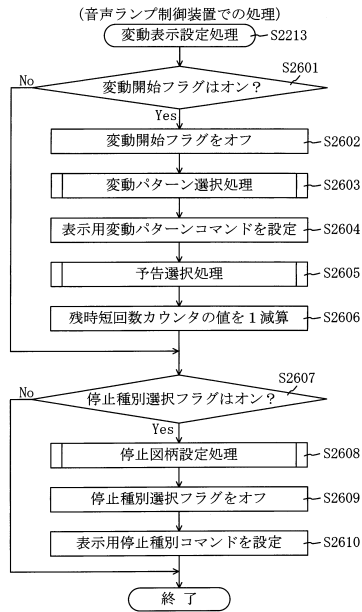 (音声ランプ制御装置での処理)
変動表示設定処理 S2213
S2601
No
変動開始フラグはオン?
Yes
変動開始フラグをオフ S2602
変動パターン選択処理 S2603
表示用変動パターンコマンドを設定 S2604
予告選択処理 S2605
残時短回数カウンタの値を1減算 S2606
S2607
No
停止種別選択フラグはオン?
Yes
停止図柄設定処理 S2608
停止種別選択フラグをオフ S2609
表示用停止種別コマンドを設定 S2610
終了